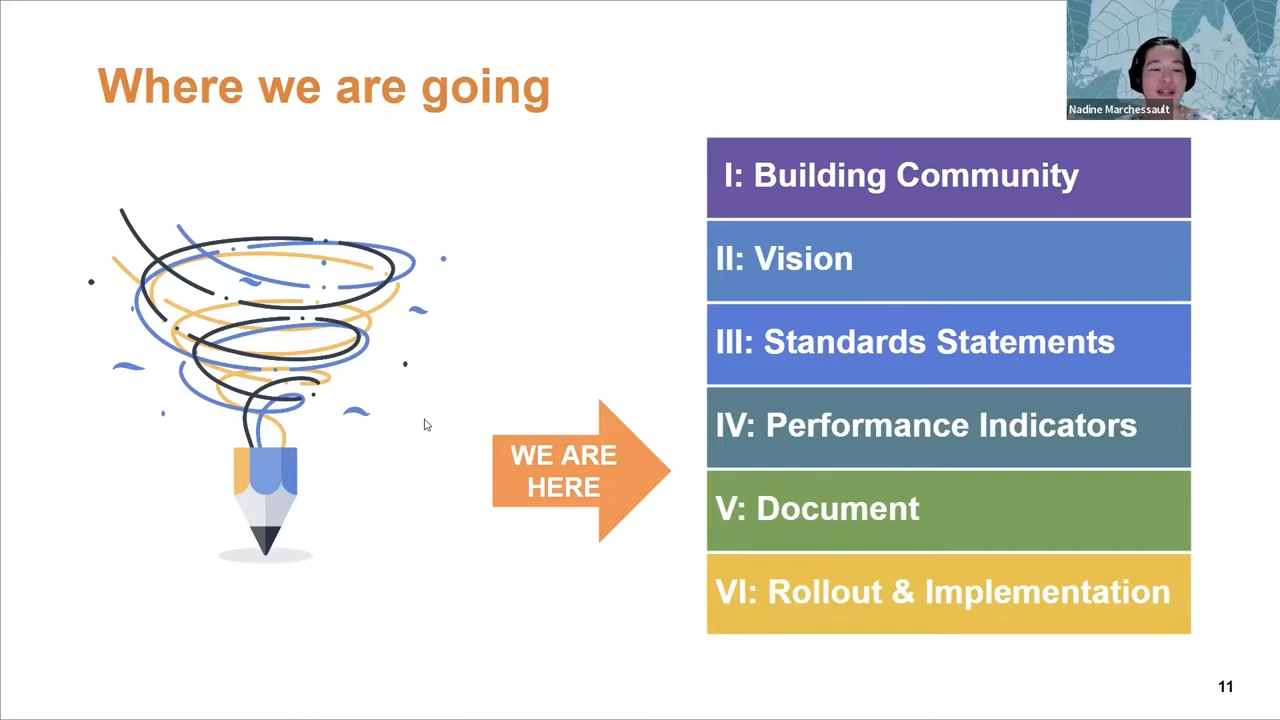 Where we are going
Nadine Marchessault
I: Building Community
II: Vision
III: Standards Statements
IV: Performance Indicators
WE ARE
HERE
V: Document
VI: Rollout & Implementation
11